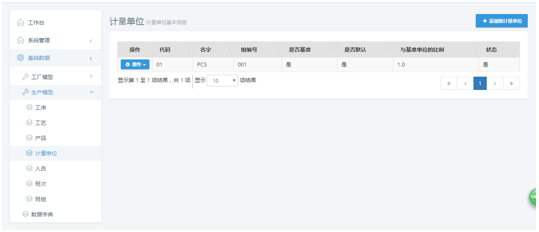 工作台
系统管理
基础数据
工厂模型
生产模型
工序
工艺
产品
计量单位
人员
班次
班组
数据字典
计量单位 计量单位基本信息
添加新计量单位
操作 代码 名字 组编号 是否基准 是否默认 与基准单位的比例 状态
操作 01 PCS 001 是 是 1.0 是
显示第 1 至 1 项结果，共 1 项 显示 10 项结果
« ‹ 1 › »